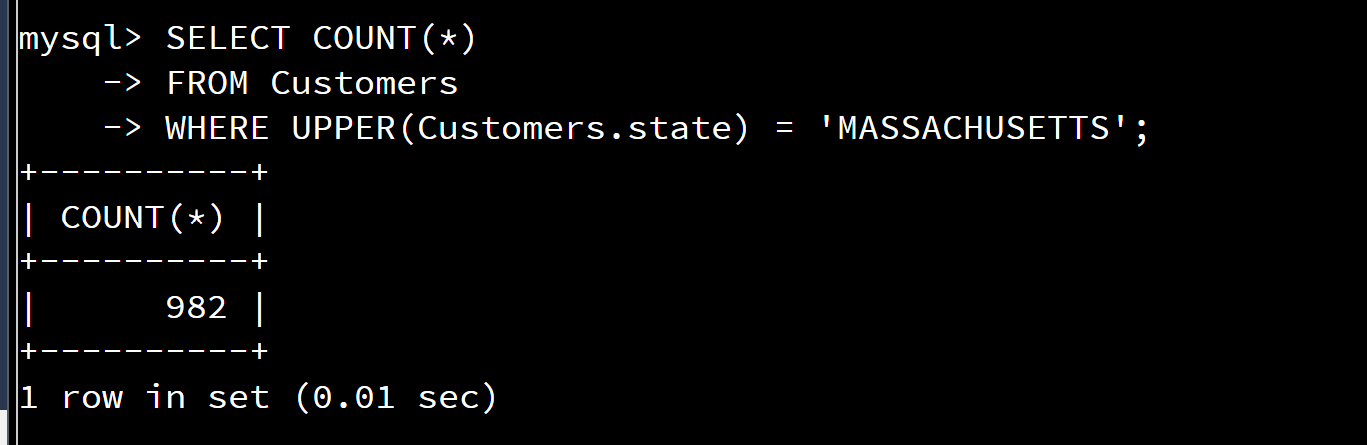 mysql> SELECT COUNT(*)
    -> FROM Customers
    -> WHERE UPPER(Customers.state) = 'MASSACHUSETTS';
+----------+
| COUNT(*) |
+----------+
|      982 |
+----------+
1 row in set (0.01 sec)